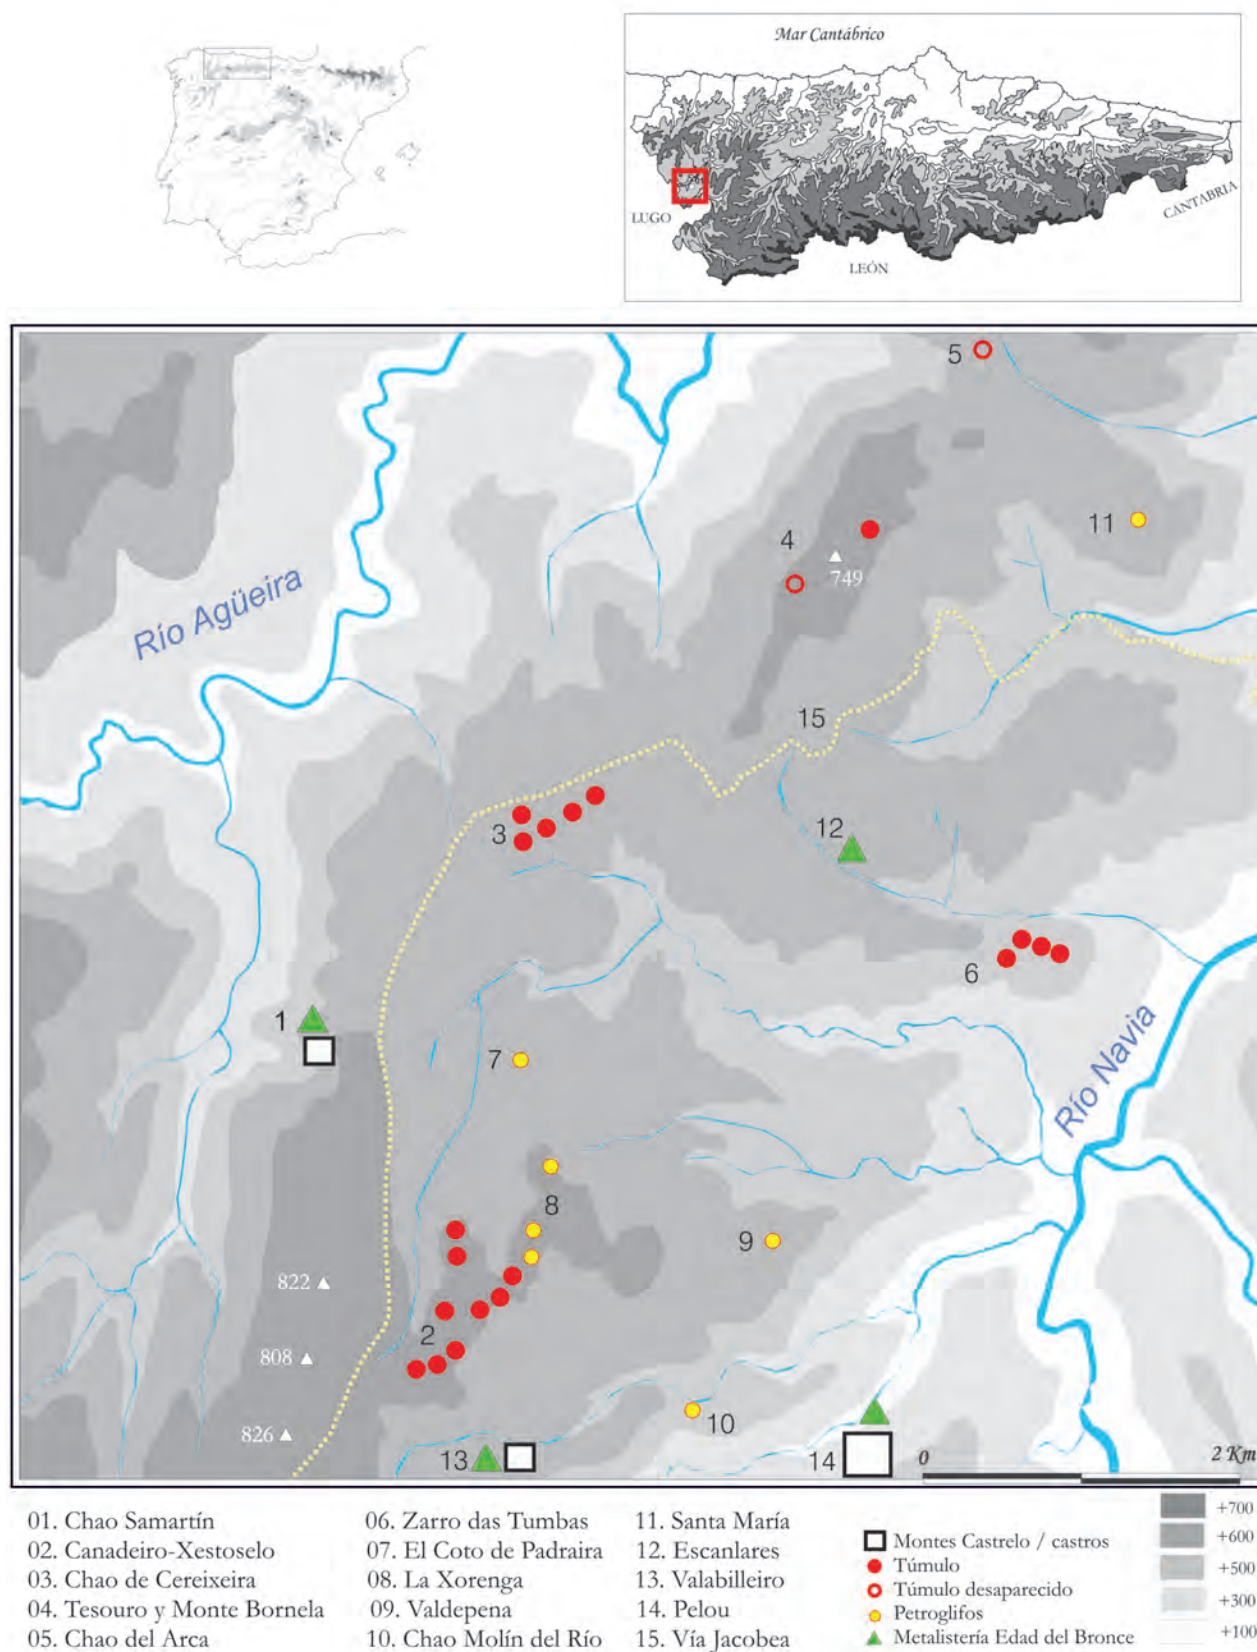 Mar Cantábrico
LUGO
LEÓN
CANTABRIA
5
11
4
749
Río Agüeira
15
3
12
6
1
7
Río Navia
8
9
822
2
808
10
826
13
14
0
2 Km
01. Chao Samartín
02. Canadeiro-Xestoselo
03. Chao de Cereixeira
04. Tesouro y Monte Bornela
05. Chao del Arca
06. Zarro das Tumbas
07. El Coto de Padraira
08. La Xorenga
09. Valdepena
10. Chao Molín del Río
11. Santa María
12. Escanlares
13. Valabilleiro
14. Pelou
15. Vía Jacobea
Montes Castrelo / castros
Túmulo
Túmulo desaparecido
Petroglifos
Metalistería Edad del Bronce
+700
+600
+500
+300
+100